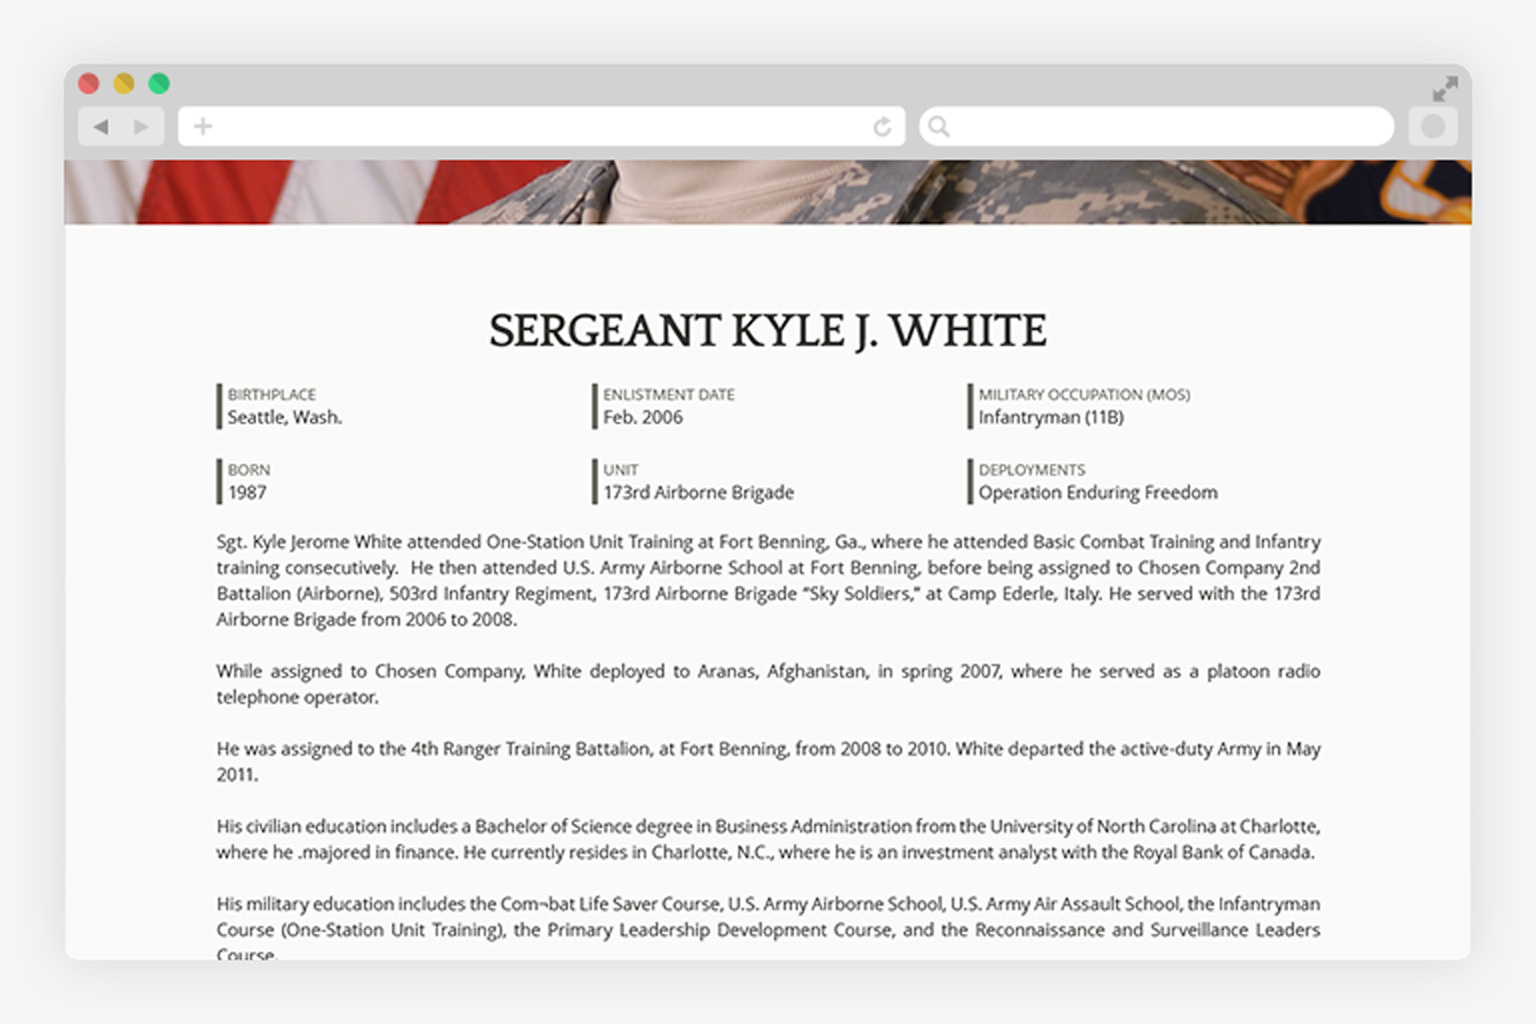 SERGEANT KYLE J. WHITE
BIRTHPLACE
Seattle, Wash.
ENLISTMENT DATE
Feb. 2006
MILITARY OCCUPATION (MOS)
Infantryman (11B)
BORN
1987
UNIT
173rd Airborne Brigade
DEPLOYMENTS
Operation Enduring Freedom
Sgt. Kyle Jerome White attended One-Station Unit Training at Fort Benning, Ga., where he attended Basic Combat Training and Infantry
training consecutively.  He then attended U.S. Army Airborne School at Fort Benning, before being assigned to Chosen Company 2nd
Battalion (Airborne), 503rd Infantry Regiment, 173rd Airborne Brigade “Sky Soldiers,” at Camp Ederle, Italy. He served with the 173rd
Airborne Brigade from 2006 to 2008.
While assigned to Chosen Company, White deployed to Aranas, Afghanistan, in spring 2007, where he served as a platoon radio
telephone operator.
He was assigned to the 4th Ranger Training Battalion, at Fort Benning, from 2008 to 2010. White departed the active-duty Army in May
2011.
His civilian education includes a Bachelor of Science degree in Business Administration from the University of North Carolina at Charlotte,
where he .majored in finance. He currently resides in Charlotte, N.C., where he is an investment analyst with the Royal Bank of Canada.
His military education includes the Com¬bat Life Saver Course, U.S. Army Airborne School, U.S. Army Air Assault School, the Infantryman
Course (One-Station Unit Training), the Primary Leadership Development Course, and the Reconnaissance and Surveillance Leaders
Course.